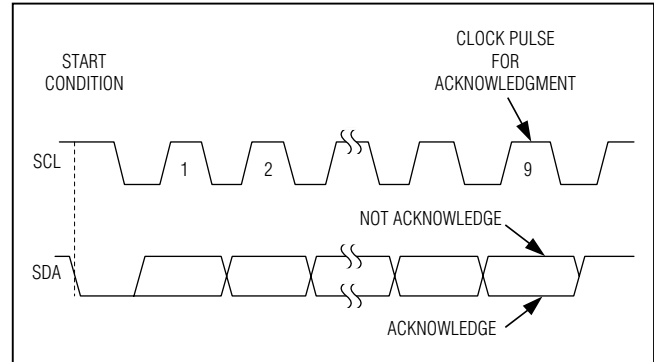 START
CONDITION
CLOCK PULSE
FOR
ACKNOWLEDGMENT
SCL
1
2
9
NOT ACKNOWLEDGE
SDA
ACKNOWLEDGE